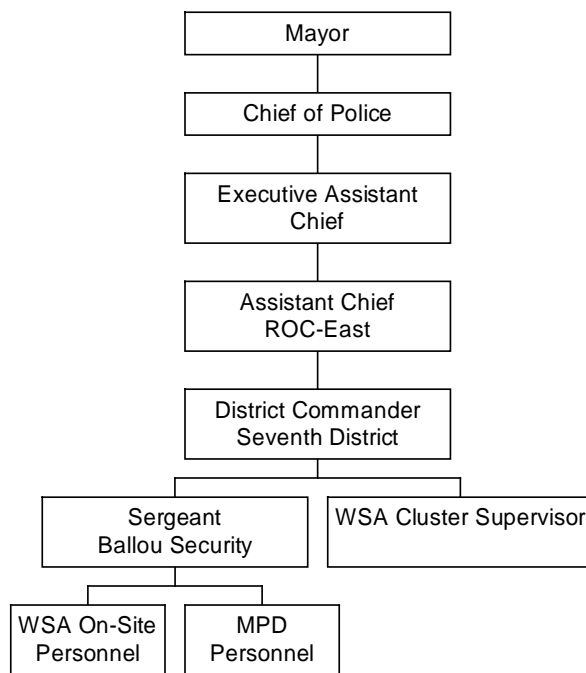 Mayor
Chief of Police
Executive Assistant
Chief
Assistant Chief
ROC-East
District Commander
Seventh District
Sergeant
Ballou Security
WSA Cluster Supervisor
WSA On-Site
Personnel
MPD
Personnel